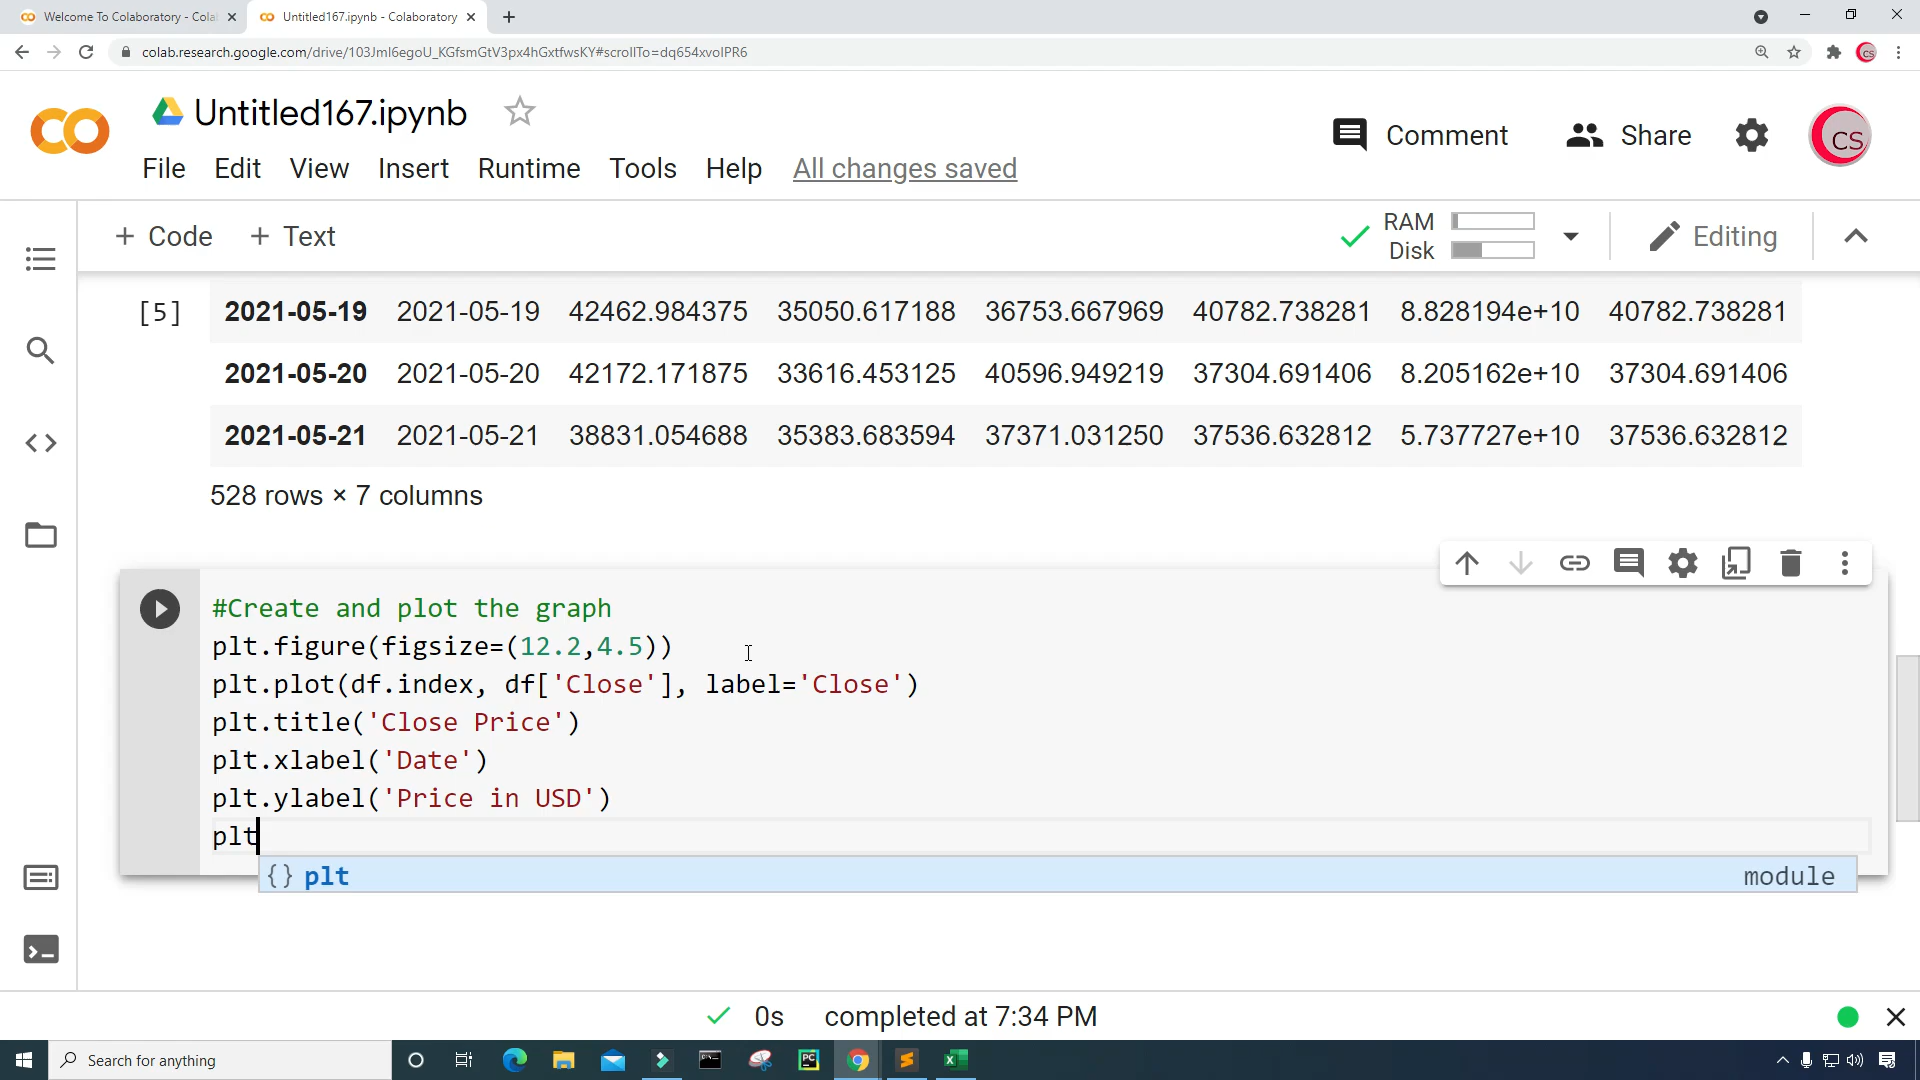 Welcome To Colaboratory - Cola
Untitled167.ipynb - Colaboratory
colab.research.google.com/drive/103JmI6egoU_KGfsmGtV3px4hGxtfwsKY#scrollTo=dq654xvoIPR6
CS
Untitled167.ipynb
Comment
Share
CS
File Edit View Insert Runtime Tools Help All changes saved
+ Code + Text
RAM
Disk
Editing
[5] 2021-05-19 2021-05-19 42462.984375 35050.617188 36753.667969 40782.738281 8.828194e+10 40782.738281
2021-05-20 2021-05-20 42172.171875 33616.453125 40596.949219 37304.691406 8.205162e+10 37304.691406
2021-05-21 2021-05-21 38831.054688 35383.683594 37371.031250 37536.632812 5.737727e+10 37536.632812
528 rows × 7 columns
#Create and plot the graph
plt.figure(figsize=(12.2,4.5))
plt.plot(df.index, df['Close'], label='Close')
plt.title('Close Price')
plt.xlabel('Date')
plt.ylabel('Price in USD')
plt
{} plt module
0s completed at 7:34 PM
Search for anything
PC